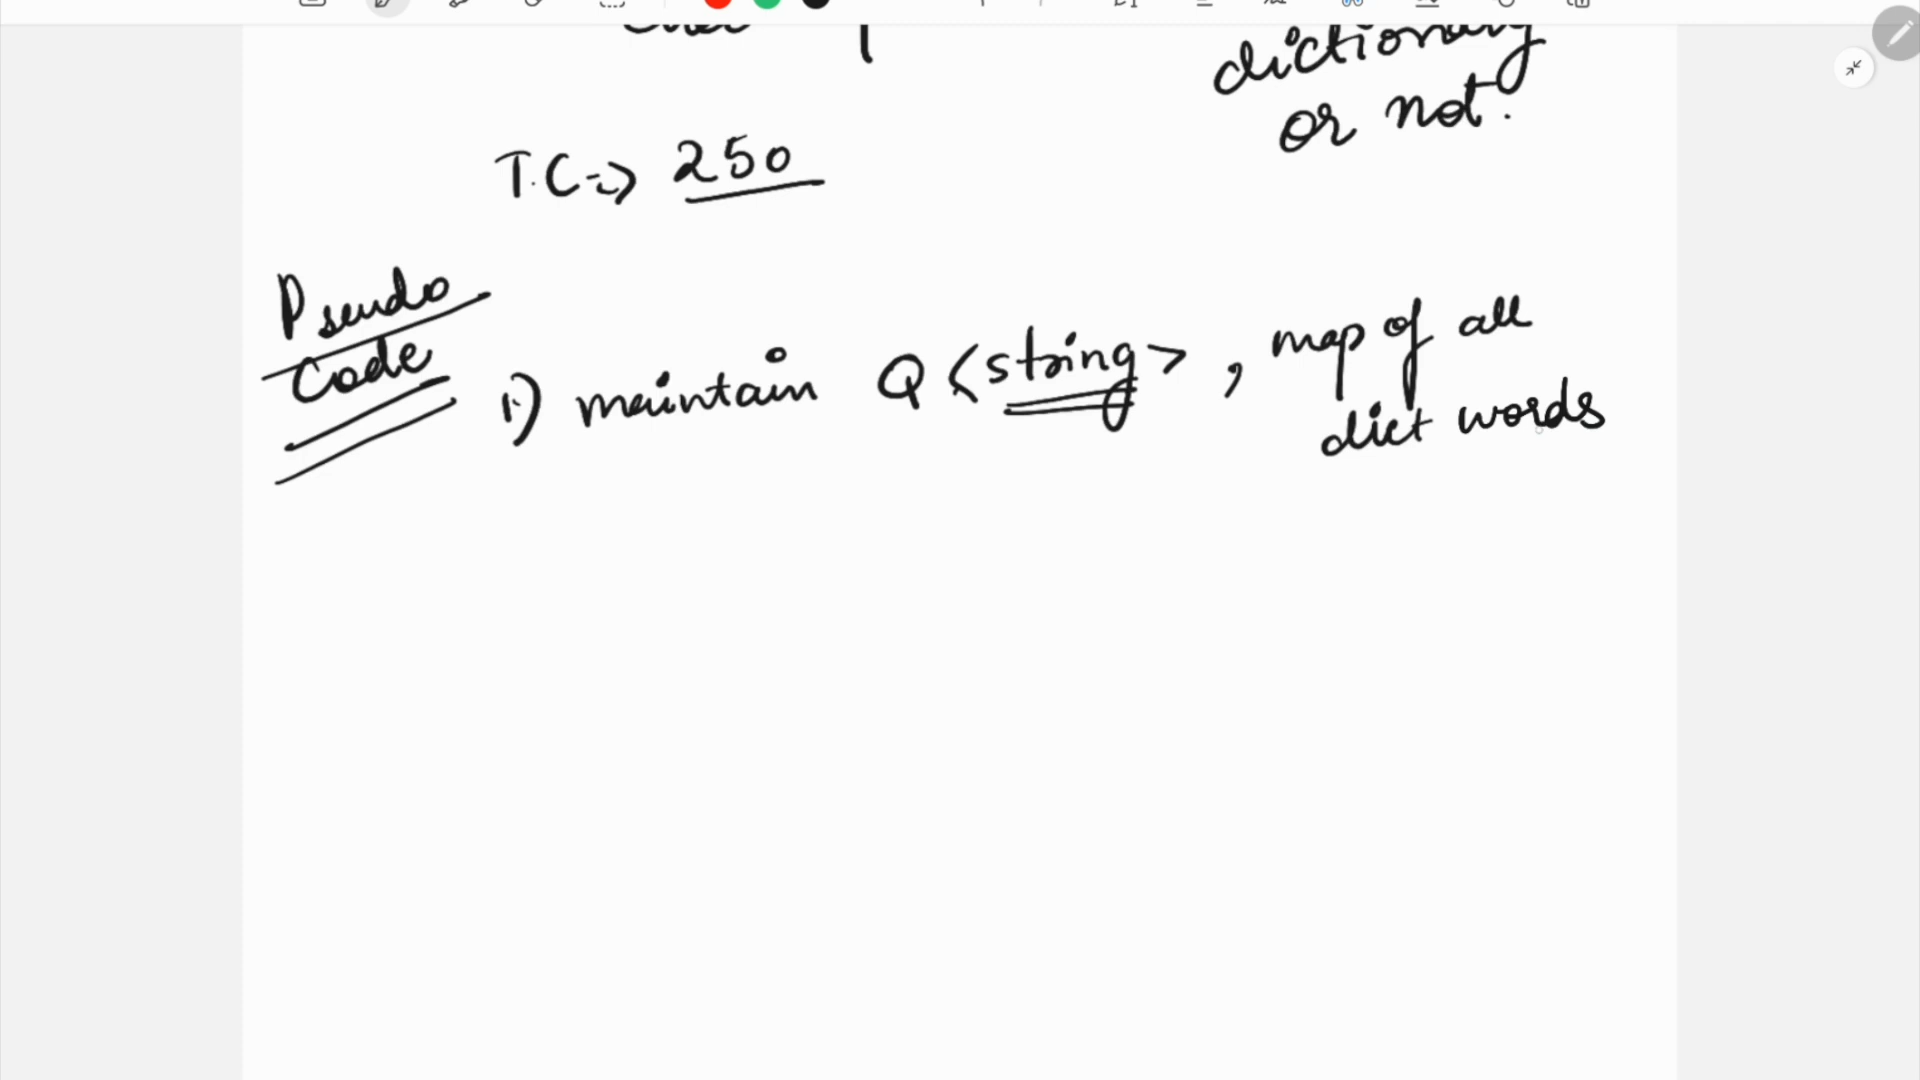 dictionary
or not.
T.C => 250
Pseudo
Code
1.) maintain Q <string>, map of all
dict words